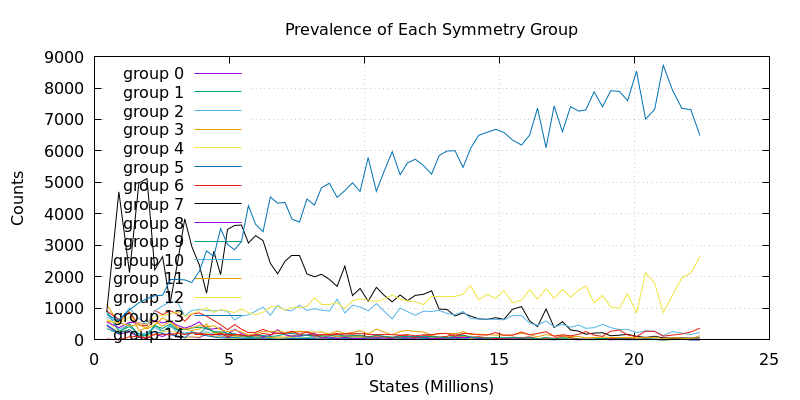 Prevalence of Each Symmetry Group
9000
8000
7000
6000
5000
4000
3000
2000
1000
0
Counts
group 0
group 1
group 2
group 3
group 4
group 5
group 6
group 7
group 8
group 9
group 10
group 11
group 12
group 13
group 14
0 5 10 15 20 25
States (Millions)